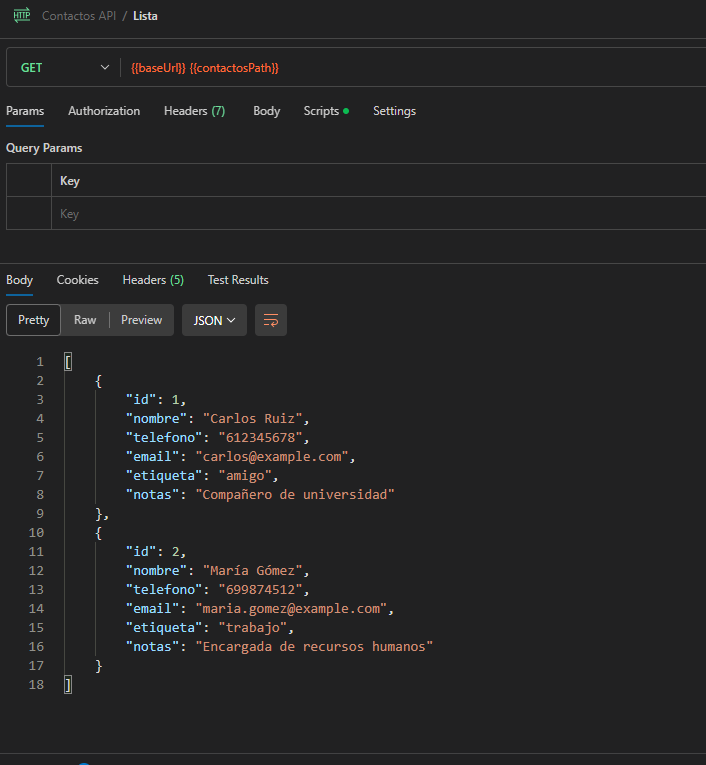 HTTP Contactos API / Lista
GET {{baseUrl}} {{contactosPath}}
Params Authorization Headers (7) Body Scripts Settings
Query Params
Key
Key
Body Cookies Headers (5) Test Results
Pretty Raw Preview JSON
1 [
2 {
3 "id": 1,
4 "nombre": "Carlos Ruiz",
5 "telefono": "612345678",
6 "email": "carlos@example.com",
7 "etiqueta": "amigo",
8 "notas": "Compañero de universidad"
9 },
10 {
11 "id": 2,
12 "nombre": "María Gómez",
13 "telefono": "699874512",
14 "email": "maria.gomez@example.com",
15 "etiqueta": "trabajo",
16 "notas": "Encargada de recursos humanos"
17 }
18 ]